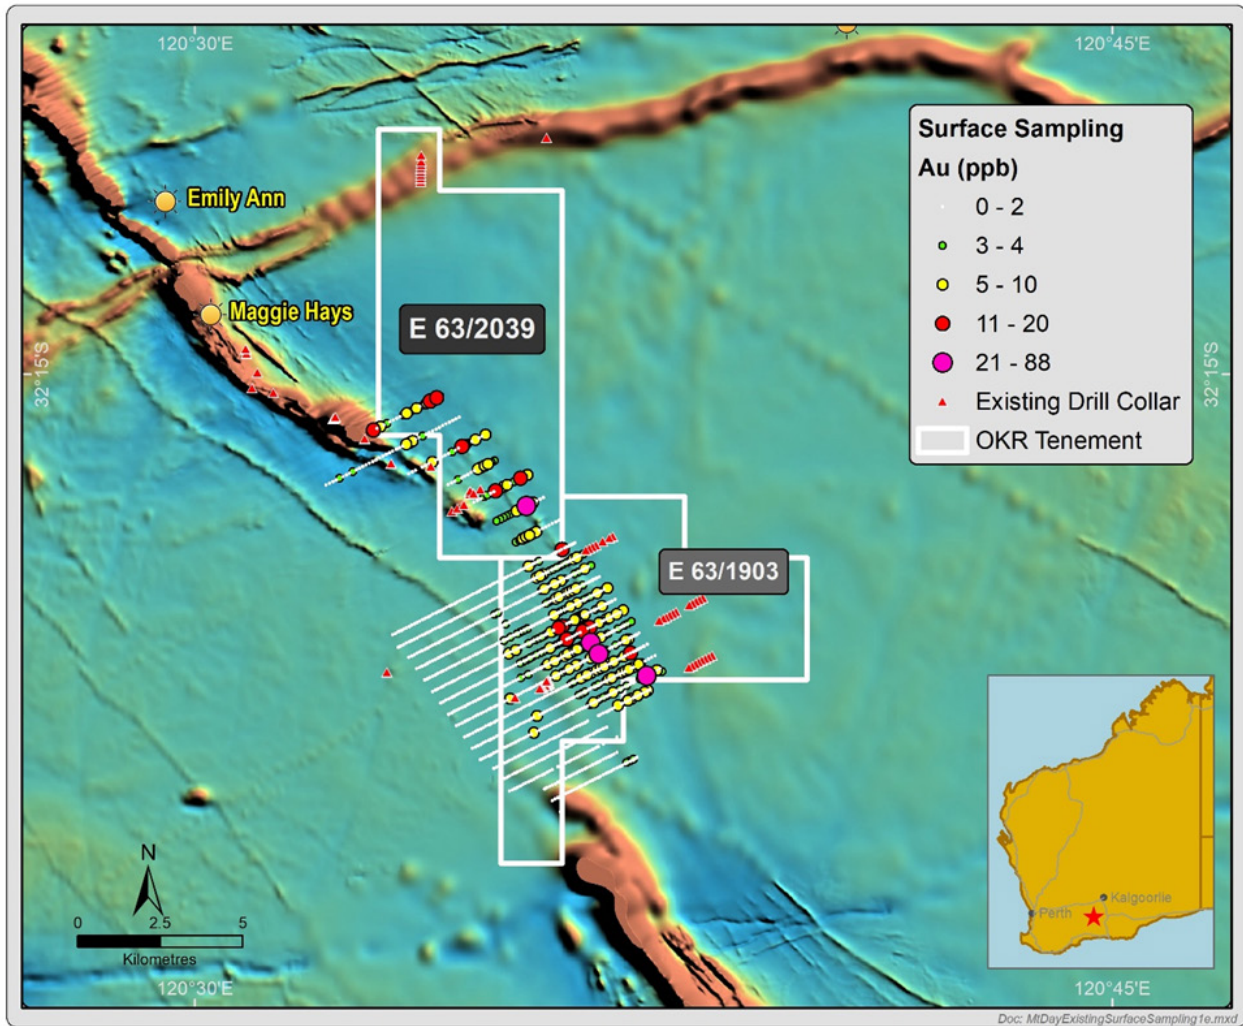 120°30'E
120°45'E
Surface Sampling
Au (ppb)
0 - 2
3 - 4
5 - 10
11 - 20
21 - 88
Existing Drill Collar
OKR Tenement
Emily Ann
Maggie Hays
E 63/2039
32°15'S
32°15'S
E 63/1903
N
0 2.5 5
Kilometres
Kalgoorlie
Perth
120°30'E
120°45'E
Doc: MtDayExistingSurfaceSampling1e.mxd